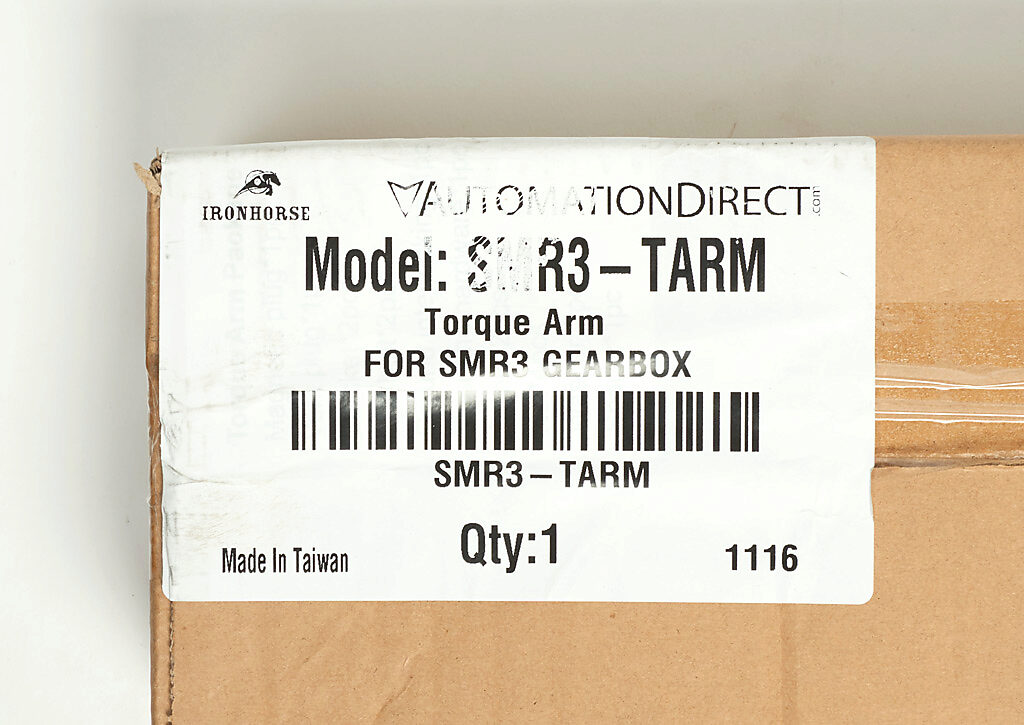 IRONHORSE
AUTOMATIONDIRECT.com
Model: SMR3-TARM
Torque Arm
FOR SMR3 GEARBOX
SMR3-TARM
Qty:1
Made In Taiwan
1116